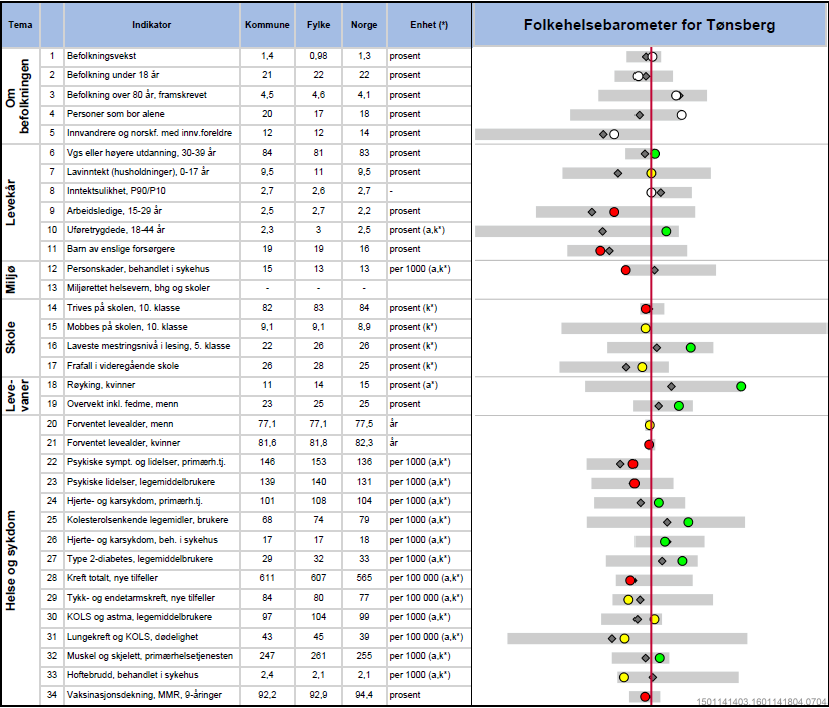 Tema Indikator Kommune Fylke Norge Enhet (*) Folkehelsebarometer for Tønsberg
Om befolkningen
1 Befolkningsvekst 1,4 0,98 1,3 prosent
2 Befolkning under 18 år 21 22 22 prosent
3 Befolkning over 80 år, framskrevet 4,5 4,6 4,1 prosent
4 Personer som bor alene 20 17 18 prosent
5 Innvandrere og norskf. med innv.foreldre 12 12 14 prosent
Levekår
6 Vgs eller høyere utdanning, 30-39 år 84 81 83 prosent
7 Lavinntekt (husholdninger), 0-17 år 9,5 11 9,5 prosent
8 Inntektsulikhet, P90/P10 2,7 2,6 2,7 -
9 Arbeidsledige, 15-29 år 2,5 2,7 2,2 prosent
10 Uføretrygdede, 18-44 år 2,3 3 2,5 prosent (a,k*)
11 Barn av enslige forsørgere 19 19 16 prosent
Miljø
12 Personskader, behandlet i sykehus 15 13 13 per 1000 (a,k*)
13 Miljørettet helsevern, bhg og skoler - - -
Skole
14 Trives på skolen, 10. klasse 82 83 84 prosent (k*)
15 Mobbes på skolen, 10. klasse 9,1 9,1 8,9 prosent (k*)
16 Laveste mestringsnivå i lesing, 5. klasse 22 26 26 prosent (k*)
17 Frafall i videregående skole 26 28 25 prosent (k*)
Leve-
vaner
18 Røyking, kvinner 11 14 15 prosent (a*)
19 Overvekt inkl. fedme, menn 23 25 25 prosent
Helse og sykdom
20 Forventet levealder, menn 77,1 77,1 77,5 år
21 Forventet levealder, kvinner 81,6 81,8 82,3 år
22 Psykiske sympt. og lidelser, primærh.tj. 146 153 136 per 1000 (a,k*)
23 Psykiske lidelser, legemiddelbrukere 139 140 131 per 1000 (a,k*)
24 Hjerte- og karsykdom, primærh.tj. 101 108 104 per 1000 (a,k*)
25 Kolesterolsenkende legemidler, brukere 68 74 79 per 1000 (a,k*)
26 Hjerte- og karsykdom, beh. i sykehus 17 17 18 per 1000 (a,k*)
27 Type 2-diabetes, legemiddelbrukere 29 32 33 per 1000 (a,k*)
28 Kreft totalt, nye tilfeller 611 607 565 per 100 000 (a,k*)
29 Tykk- og endetarmskreft, nye tilfeller 84 80 77 per 100 000 (a,k*)
30 KOLS og astma, legemiddelbrukere 97 104 99 per 1000 (a,k*)
31 Lungekreft og KOLS, dødelighet 43 45 39 per 100 000 (a,k*)
32 Muskel og skjelett, primærhelsetjenesten 247 261 255 per 1000 (a,k*)
33 Hoftebrudd, behandlet i sykehus 2,4 2,1 2,1 per 1000 (a,k*)
34 Vaksinasjonsdekning, MMR, 9-åringer 92,2 92,9 94,4 prosent
1501141403.1601141804.0704